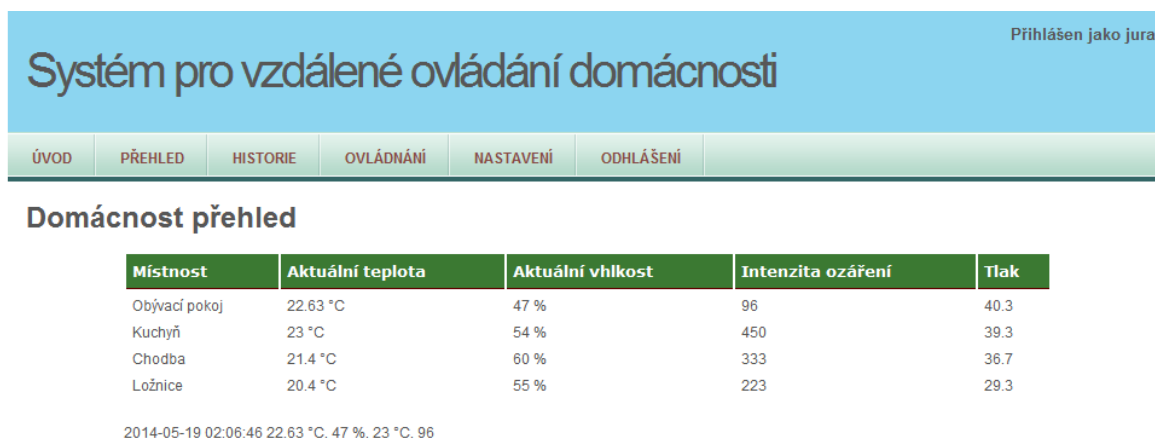 Přihlášen jako jura
Systém pro vzdálené ovládání domácnosti
ÚVOD PŘEHLED HISTORIE OVLÁDNÁNÍ NASTAVENÍ ODHLÁŠENÍ
Domácnost přehled
Místnost Aktuální teplota Aktuální vhlkost Intenzita ozáření Tlak
Obývací pokoj 22.63 °C 47 % 96 40.3
Kuchyň 23 °C 54 % 450 39.3
Chodba 21.4 °C 60 % 333 36.7
Ložnice 20.4 °C 55 % 223 29.3
2014-05-19 02:06:46 22.63 °C, 47 %, 23 °C, 96